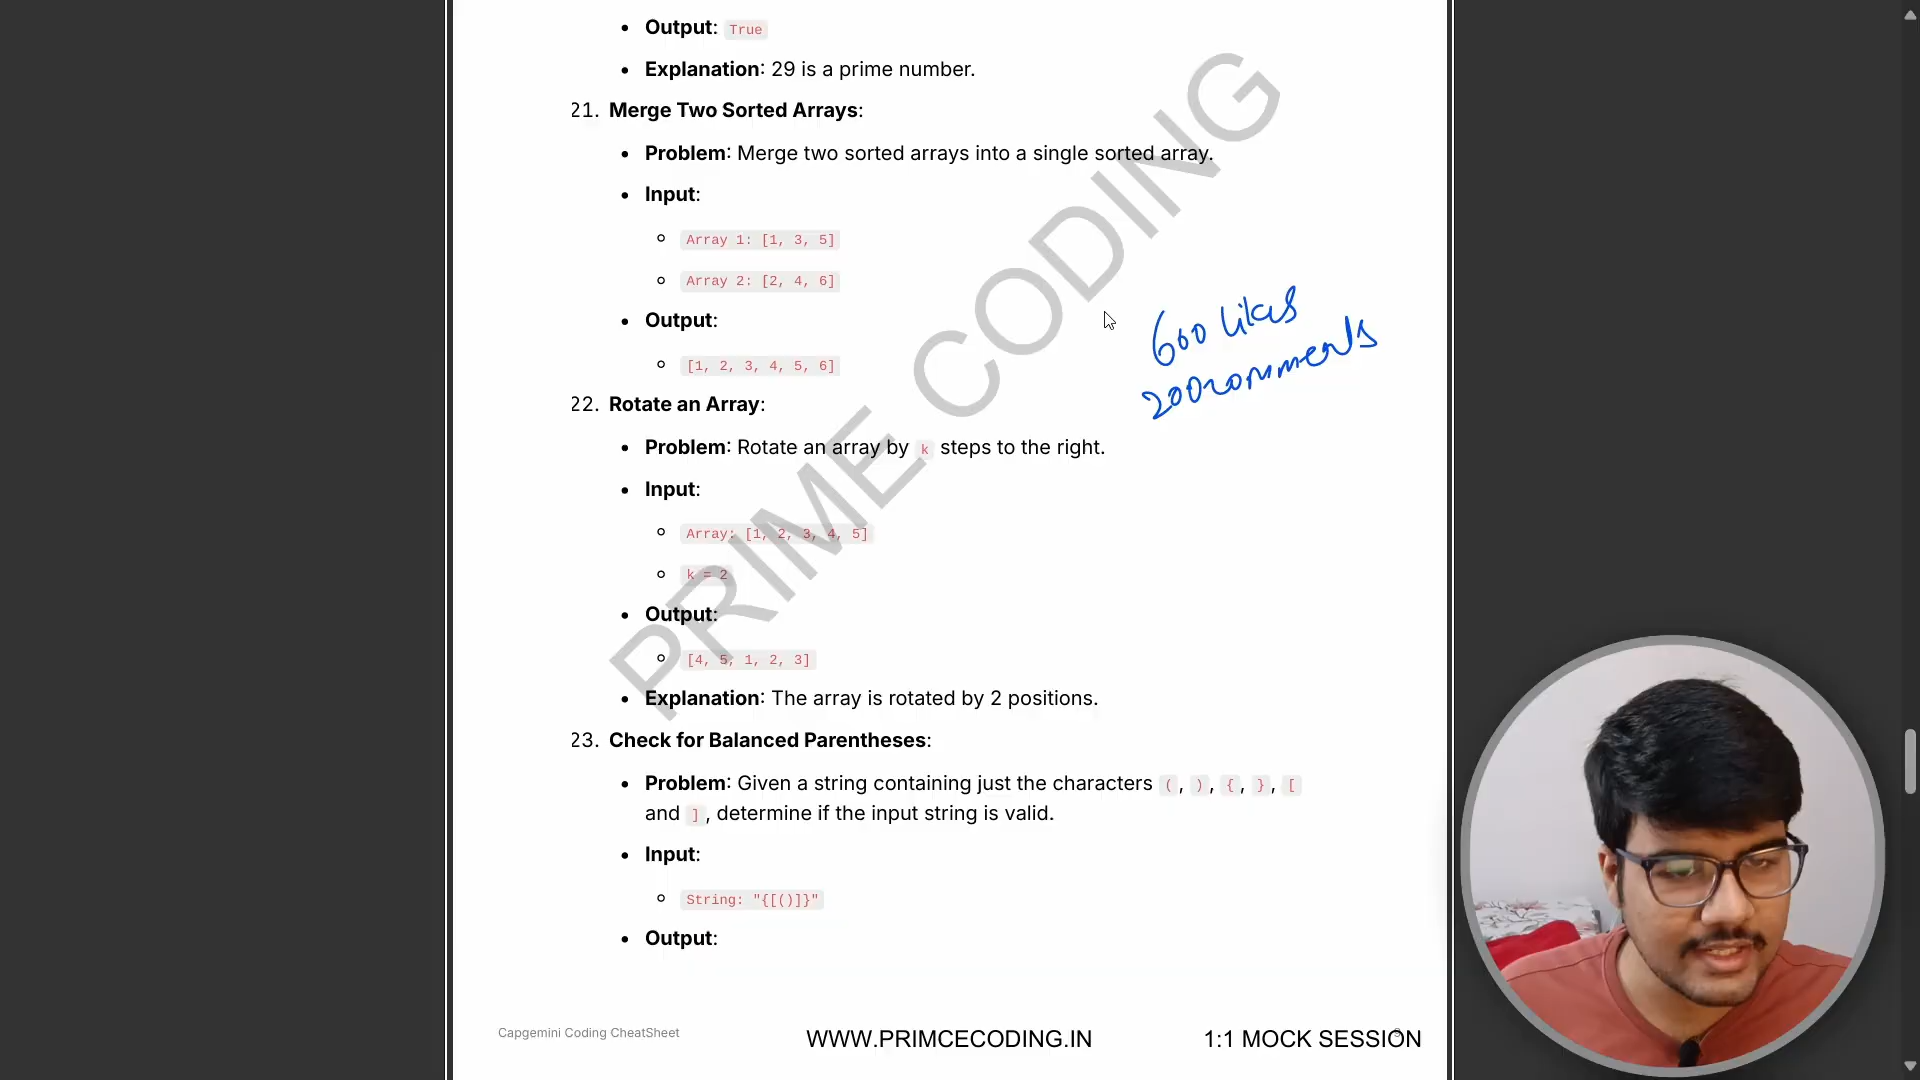 • Output: True
• Explanation: 29 is a prime number.
21. Merge Two Sorted Arrays:
• Problem: Merge two sorted arrays into a single sorted array.
• Input:
◦ Array 1: [1, 3, 5]
◦ Array 2: [2, 4, 6]
• Output:
◦ [1, 2, 3, 4, 5, 6]
600 likes
200 comments
22. Rotate an Array:
• Problem: Rotate an array by k steps to the right.
• Input:
◦ Array: [1, 2, 3, 4, 5]
◦ k = 2
• Output:
◦ [4, 5, 1, 2, 3]
• Explanation: The array is rotated by 2 positions.
23. Check for Balanced Parentheses:
• Problem: Given a string containing just the characters (, ), {, }, [
and ], determine if the input string is valid.
• Input:
◦ String: "{[()]}"
• Output:
PRIME CODING
Capgemini Coding CheatSheet
WWW.PRIMCECODING.IN
1:1 MOCK SESSION